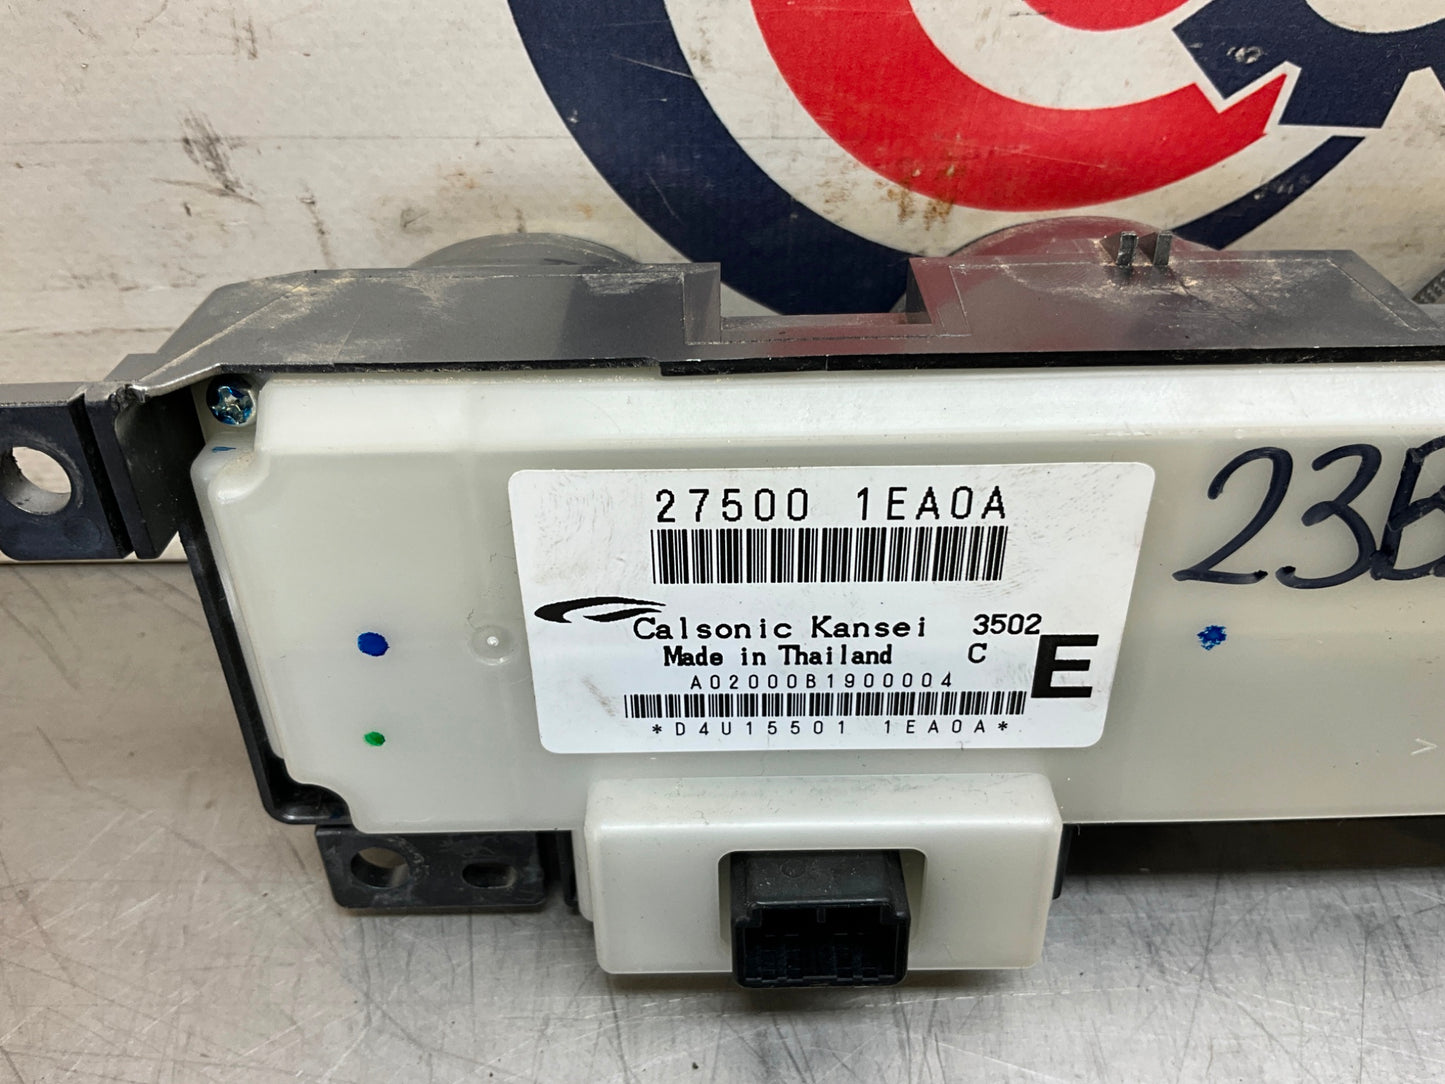 27500 1EA0A
Calsonic Kansei 3502
Made in Thailand C
E
A02000B1900004
*D4U15501 1EA0A*
23B
>